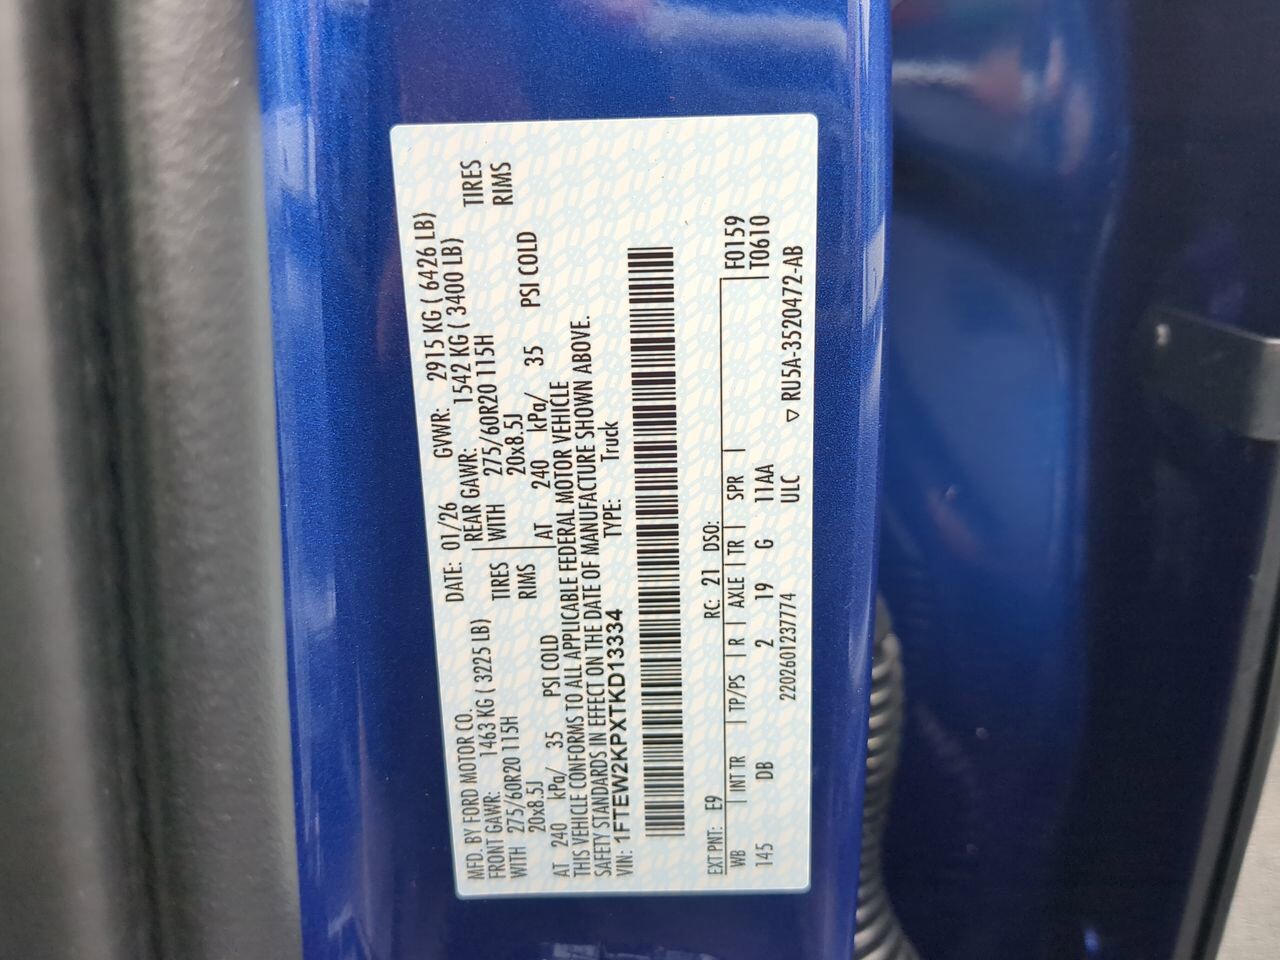 MFD. BY FORD MOTOR CO. DATE: 01/26 GVWR: 2915 KG ( 6426 LB)
FRONT GAWR: 1463 KG ( 3225 LB) REAR GAWR: 1542 KG ( 3400 LB)
WITH 275/60R20 115H TIRES WITH 275/60R20 115H TIRES
20x8.5J RIMS 20x8.5J RIMS
AT 240 kPa/ 35 PSI COLD AT 240 kPa/ 35 PSI COLD
THIS VEHICLE CONFORMS TO ALL APPLICABLE FEDERAL MOTOR VEHICLE
SAFETY STANDARDS IN EFFECT ON THE DATE OF MANUFACTURE SHOWN ABOVE.
VIN: 1FTEW2KPXTKD13334 TYPE: Truck
EXT PNT: E9 RC: 21 DSO: F0159
WB | INT TR | TP/PS | R | AXLE | TR | SPR | T0610
145 DB 2 19 G 11AA
2202601237774 ULC ▽ RU5A-3520472-AB